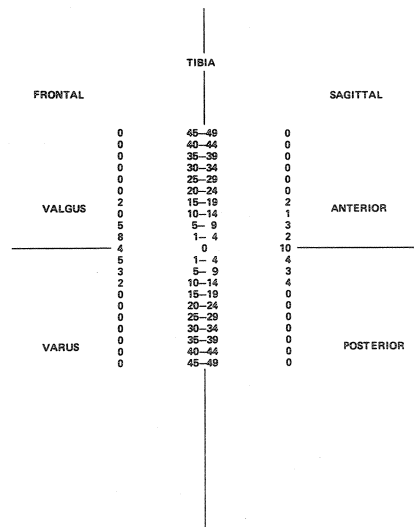 TIBIA
FRONTAL SAGITTAL
0 45–49 0
0 40–44 0
0 35–39 0
0 30–34 0
0 25–29 0
0 20–24 0
2 15–19 2
VALGUS 0 10–14 1 ANTERIOR
5 5– 9 3
8 1– 4 2
4 0 10
5 1– 4 4
3 5– 9 3
2 10–14 4
0 15–19 0
0 20–24 0
0 25–29 0
0 30–34 0
0 35–39 0
VARUS 0 40–44 0 POSTERIOR
0 45–49 0